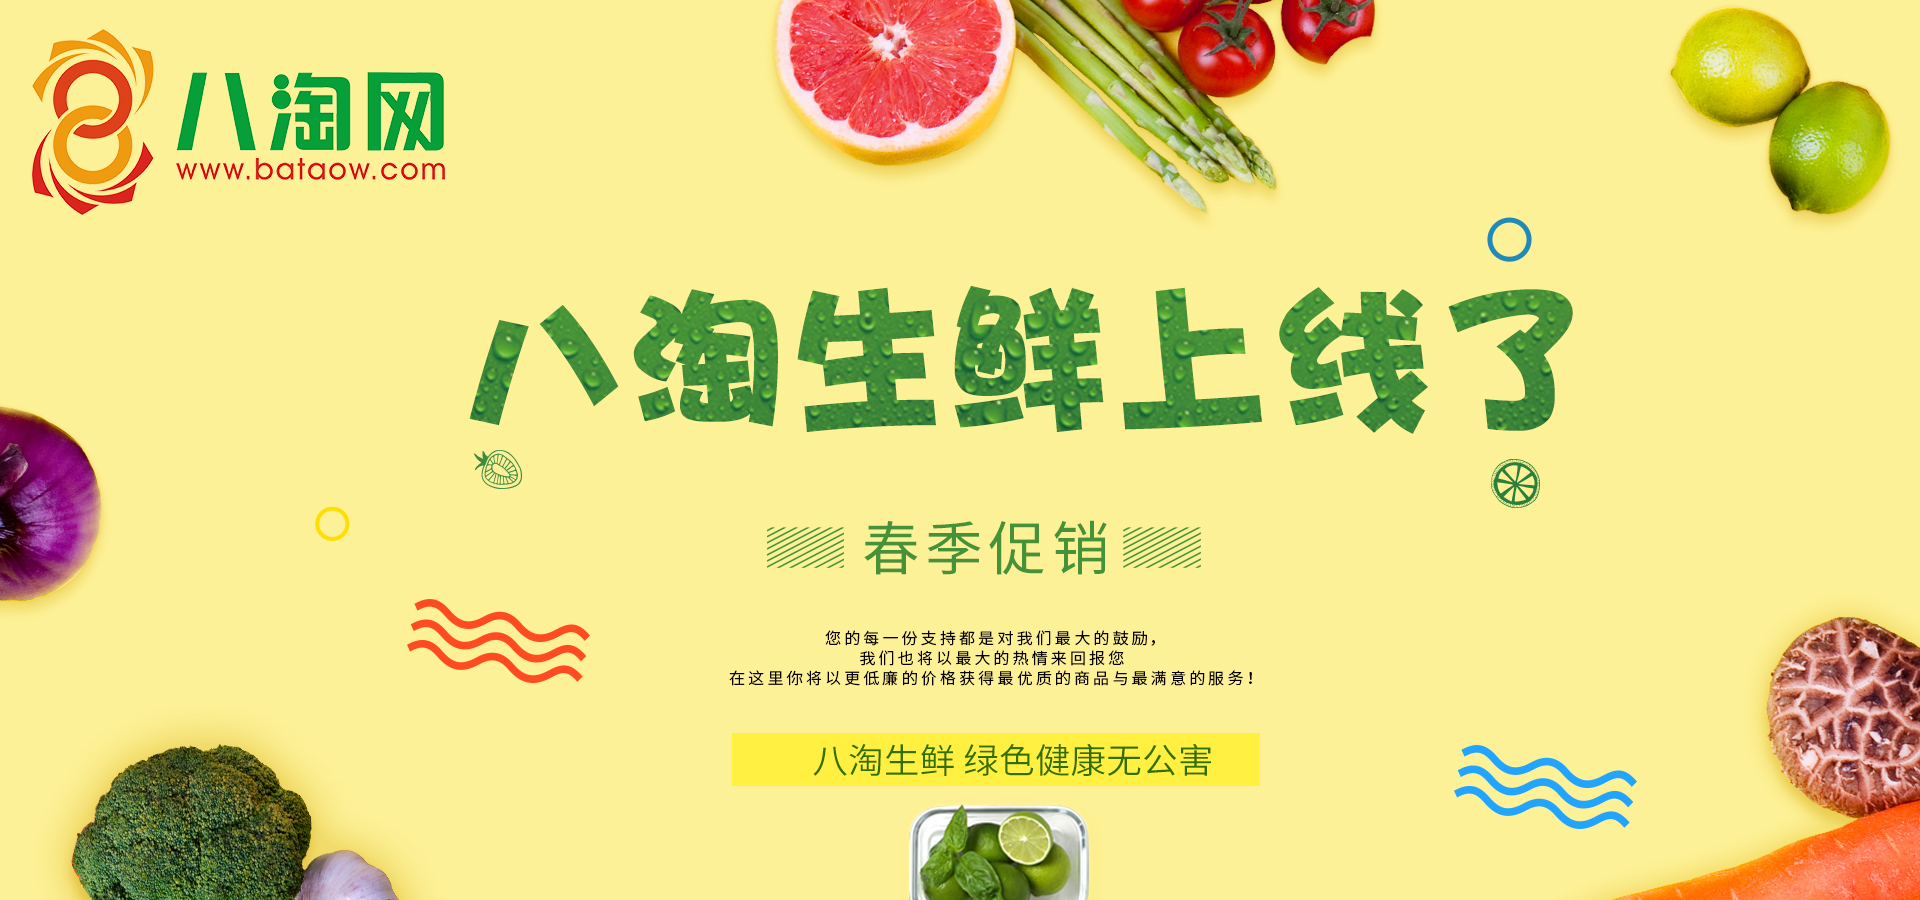 八淘网
www.bataow.com
八淘生鲜上线了
春季促销
您的每一份支持都是对我们最大的鼓励，
我们也将以最大的热情来回报您
在这里你将以更低廉的价格获得最优质的商品与最满意的服务！
八淘生鲜 绿色健康无公害